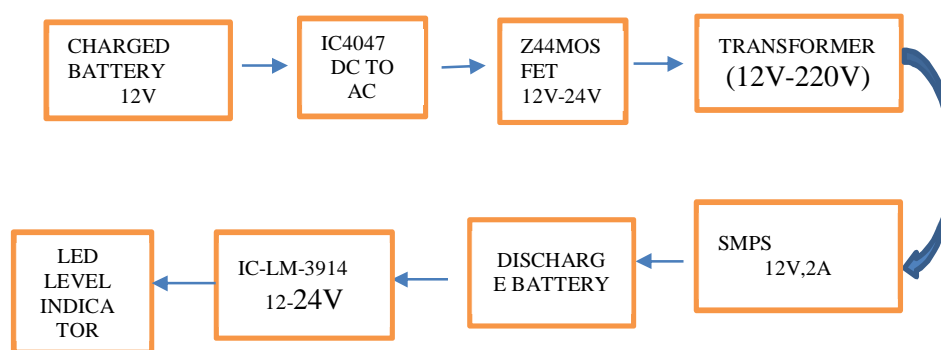 CHARGED
BATTERY
12V
IC4047
DC TO
AC
Z44MOS
FET
12V-24V
TRANSFORMER
(12V-220V)
SMPS
12V,2A
DISCHARG
E BATTERY
IC-LM-3914
12-24V
LED
LEVEL
INDICA
TOR